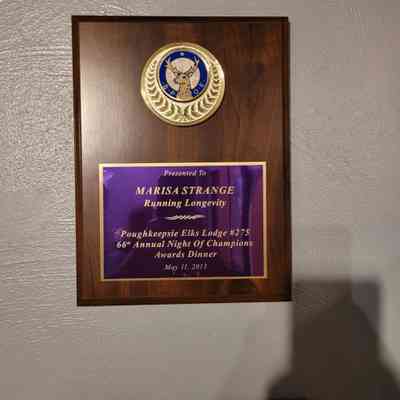 B P O E
Presented To
MARISA STRANGE
Running Longevity
Poughkeepsie Elks Lodge #275
66th Annual Night Of Champions
Awards Dinner
May 11, 2013